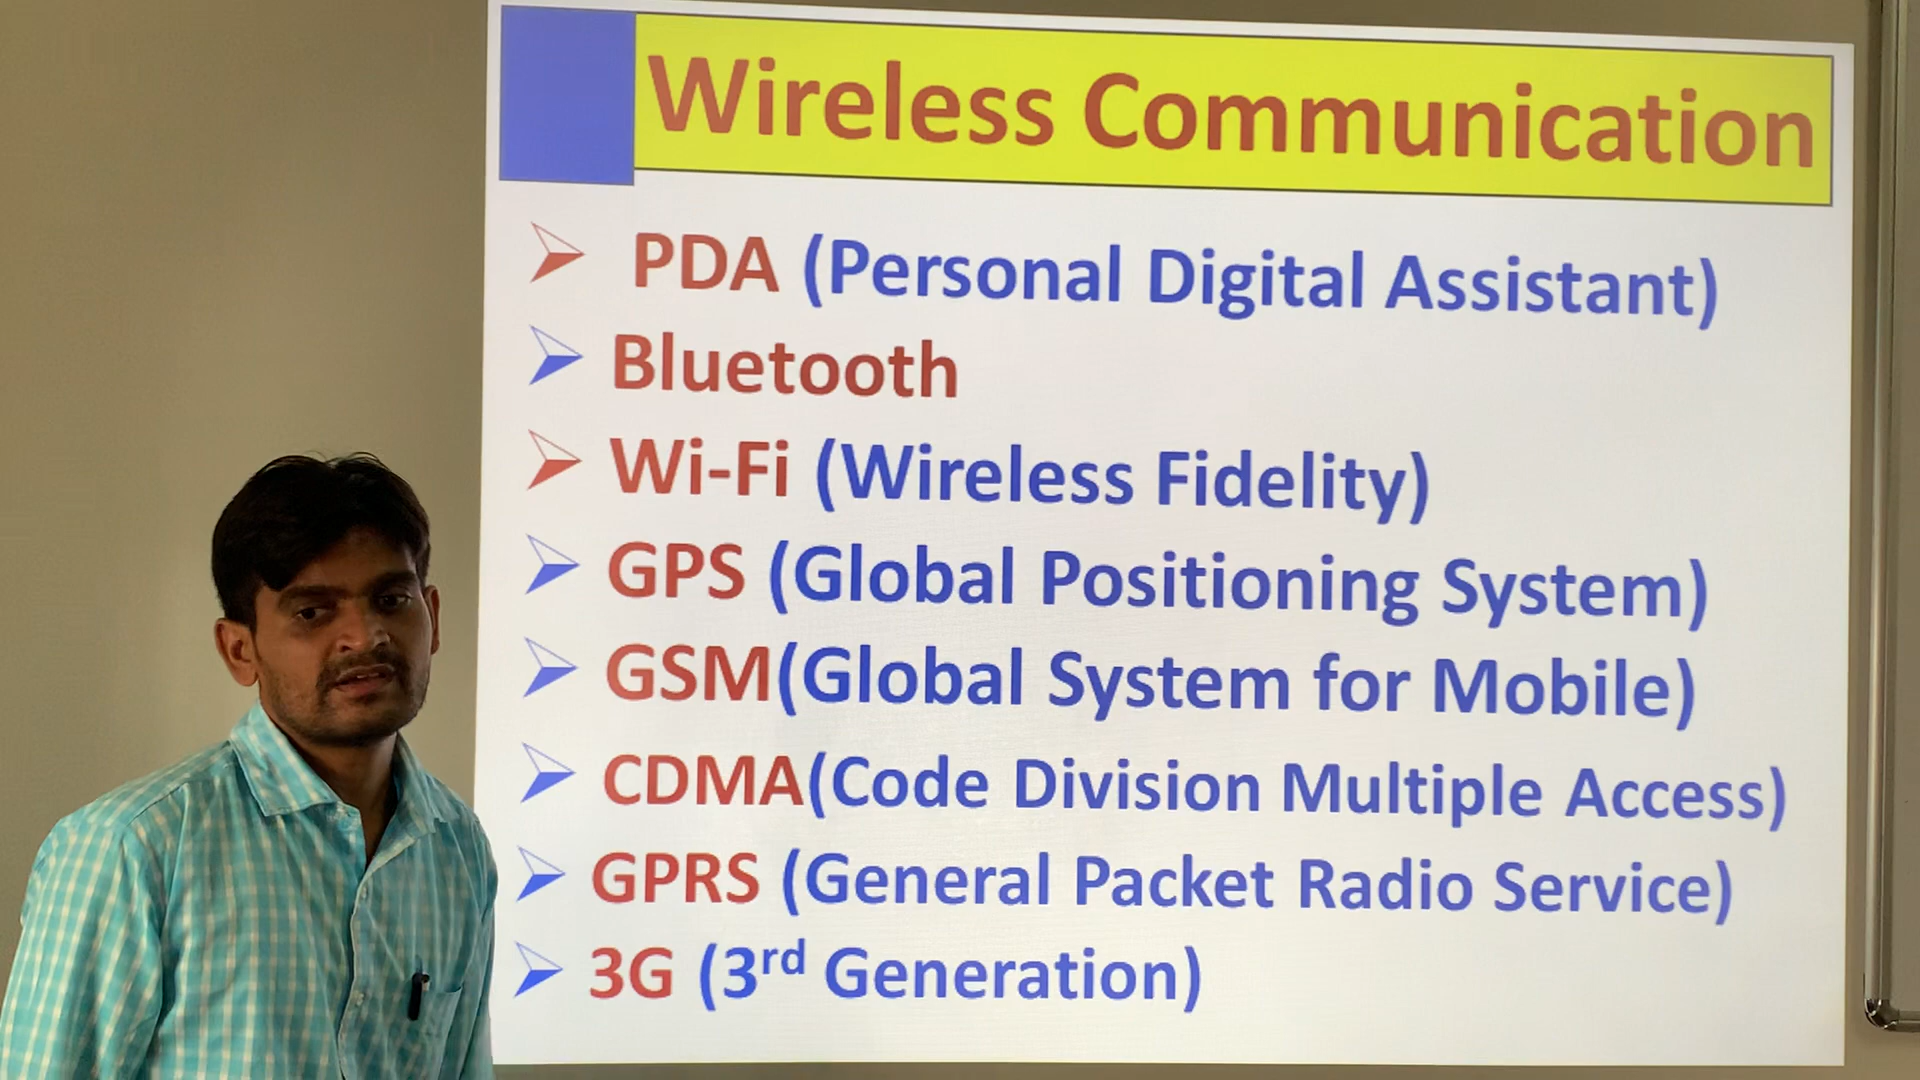 Wireless Communication
PDA (Personal Digital Assistant)
Bluetooth
Wi-Fi (Wireless Fidelity)
GPS (Global Positioning System)
GSM(Global System for Mobile)
CDMA(Code Division Multiple Access)
GPRS (General Packet Radio Service)
3G (3rd Generation)